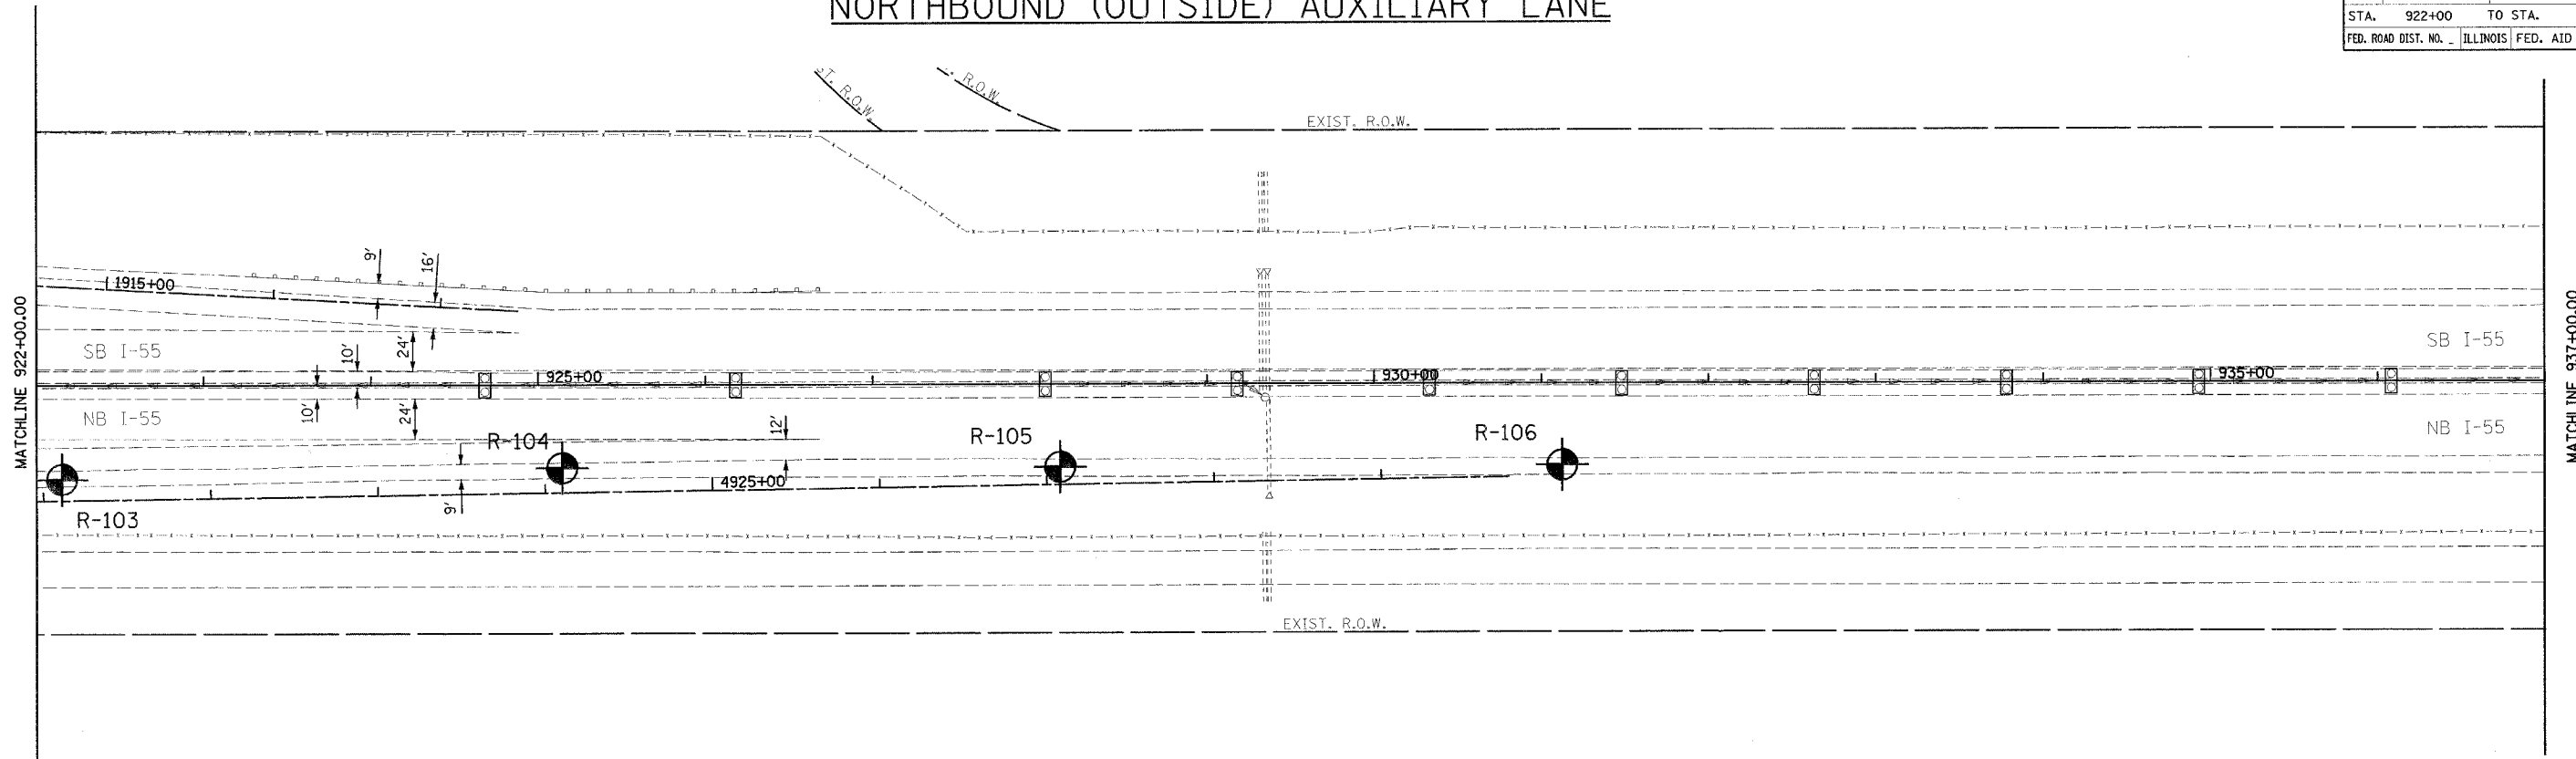 NORTHBOUND (OUTSIDE) AUXILIARY LANE
STA. 922+00 TO STA.
FED. ROAD DIST. NO. _ ILLINOIS FED. AID
ST. R.O.W.
R.O.W.
EXIST. R.O.W.
9'
16'
1915+00
MATCHLINE 922+00.00
MATCHLINE 937+00.00
SB I-55
10'
24'
SB I-55
925+00
930+00
935+00
NB I-55
10'
24'
12'
NB I-55
R-104
R-105
R-106
9'
4925+00
R-103
EXIST. R.O.W.